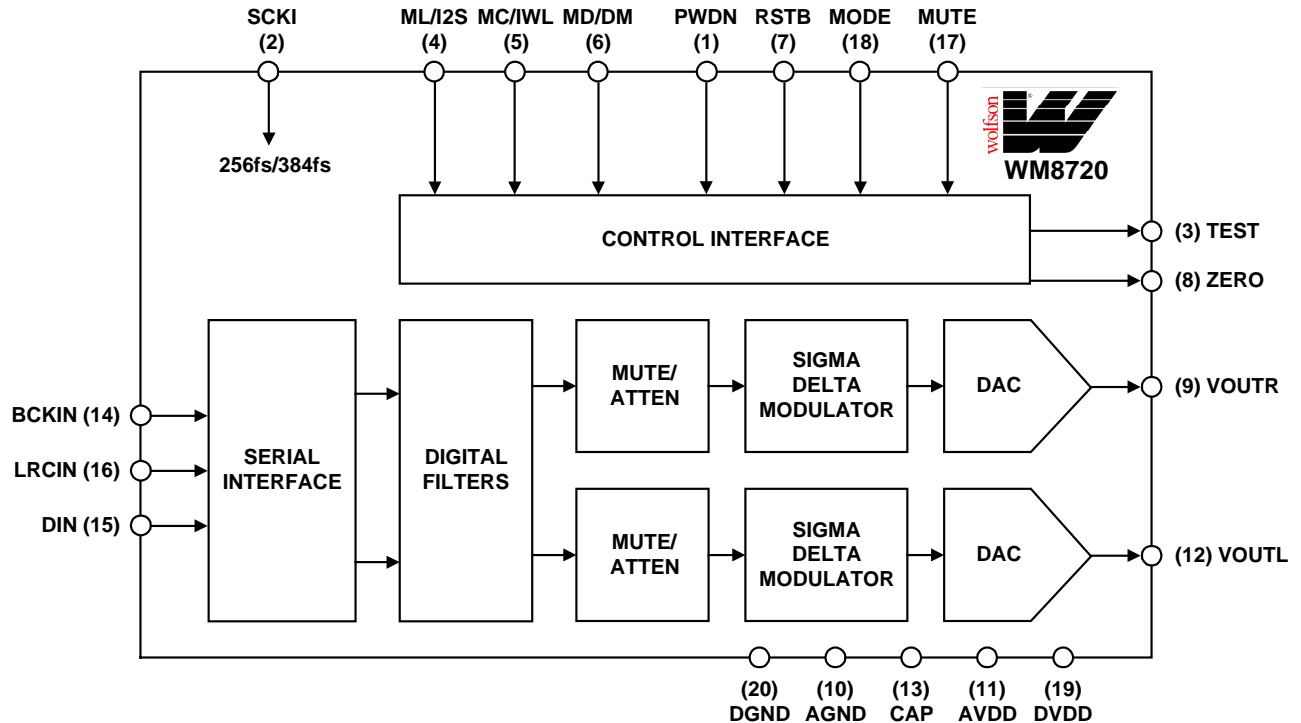 SCKI
(2)
ML/I2S
(4)
MC/IWL
(5)
MD/DM
(6)
PWDN
(1)
RSTB
(7)
MODE
(18)
MUTE
(17)
wolfson
®
WM8720
256fs/384fs
CONTROL INTERFACE
(3) TEST
(8) ZERO
BCKIN (14)
LRCIN (16)
DIN (15)
SERIAL
INTERFACE
DIGITAL
FILTERS
MUTE/
ATTEN
SIGMA
DELTA
MODULATOR
DAC
(9) VOUTR
MUTE/
ATTEN
SIGMA
DELTA
MODULATOR
DAC
(12) VOUTL
(20)
DGND
(10)
AGND
(13)
CAP
(11)
AVDD
(19)
DVDD